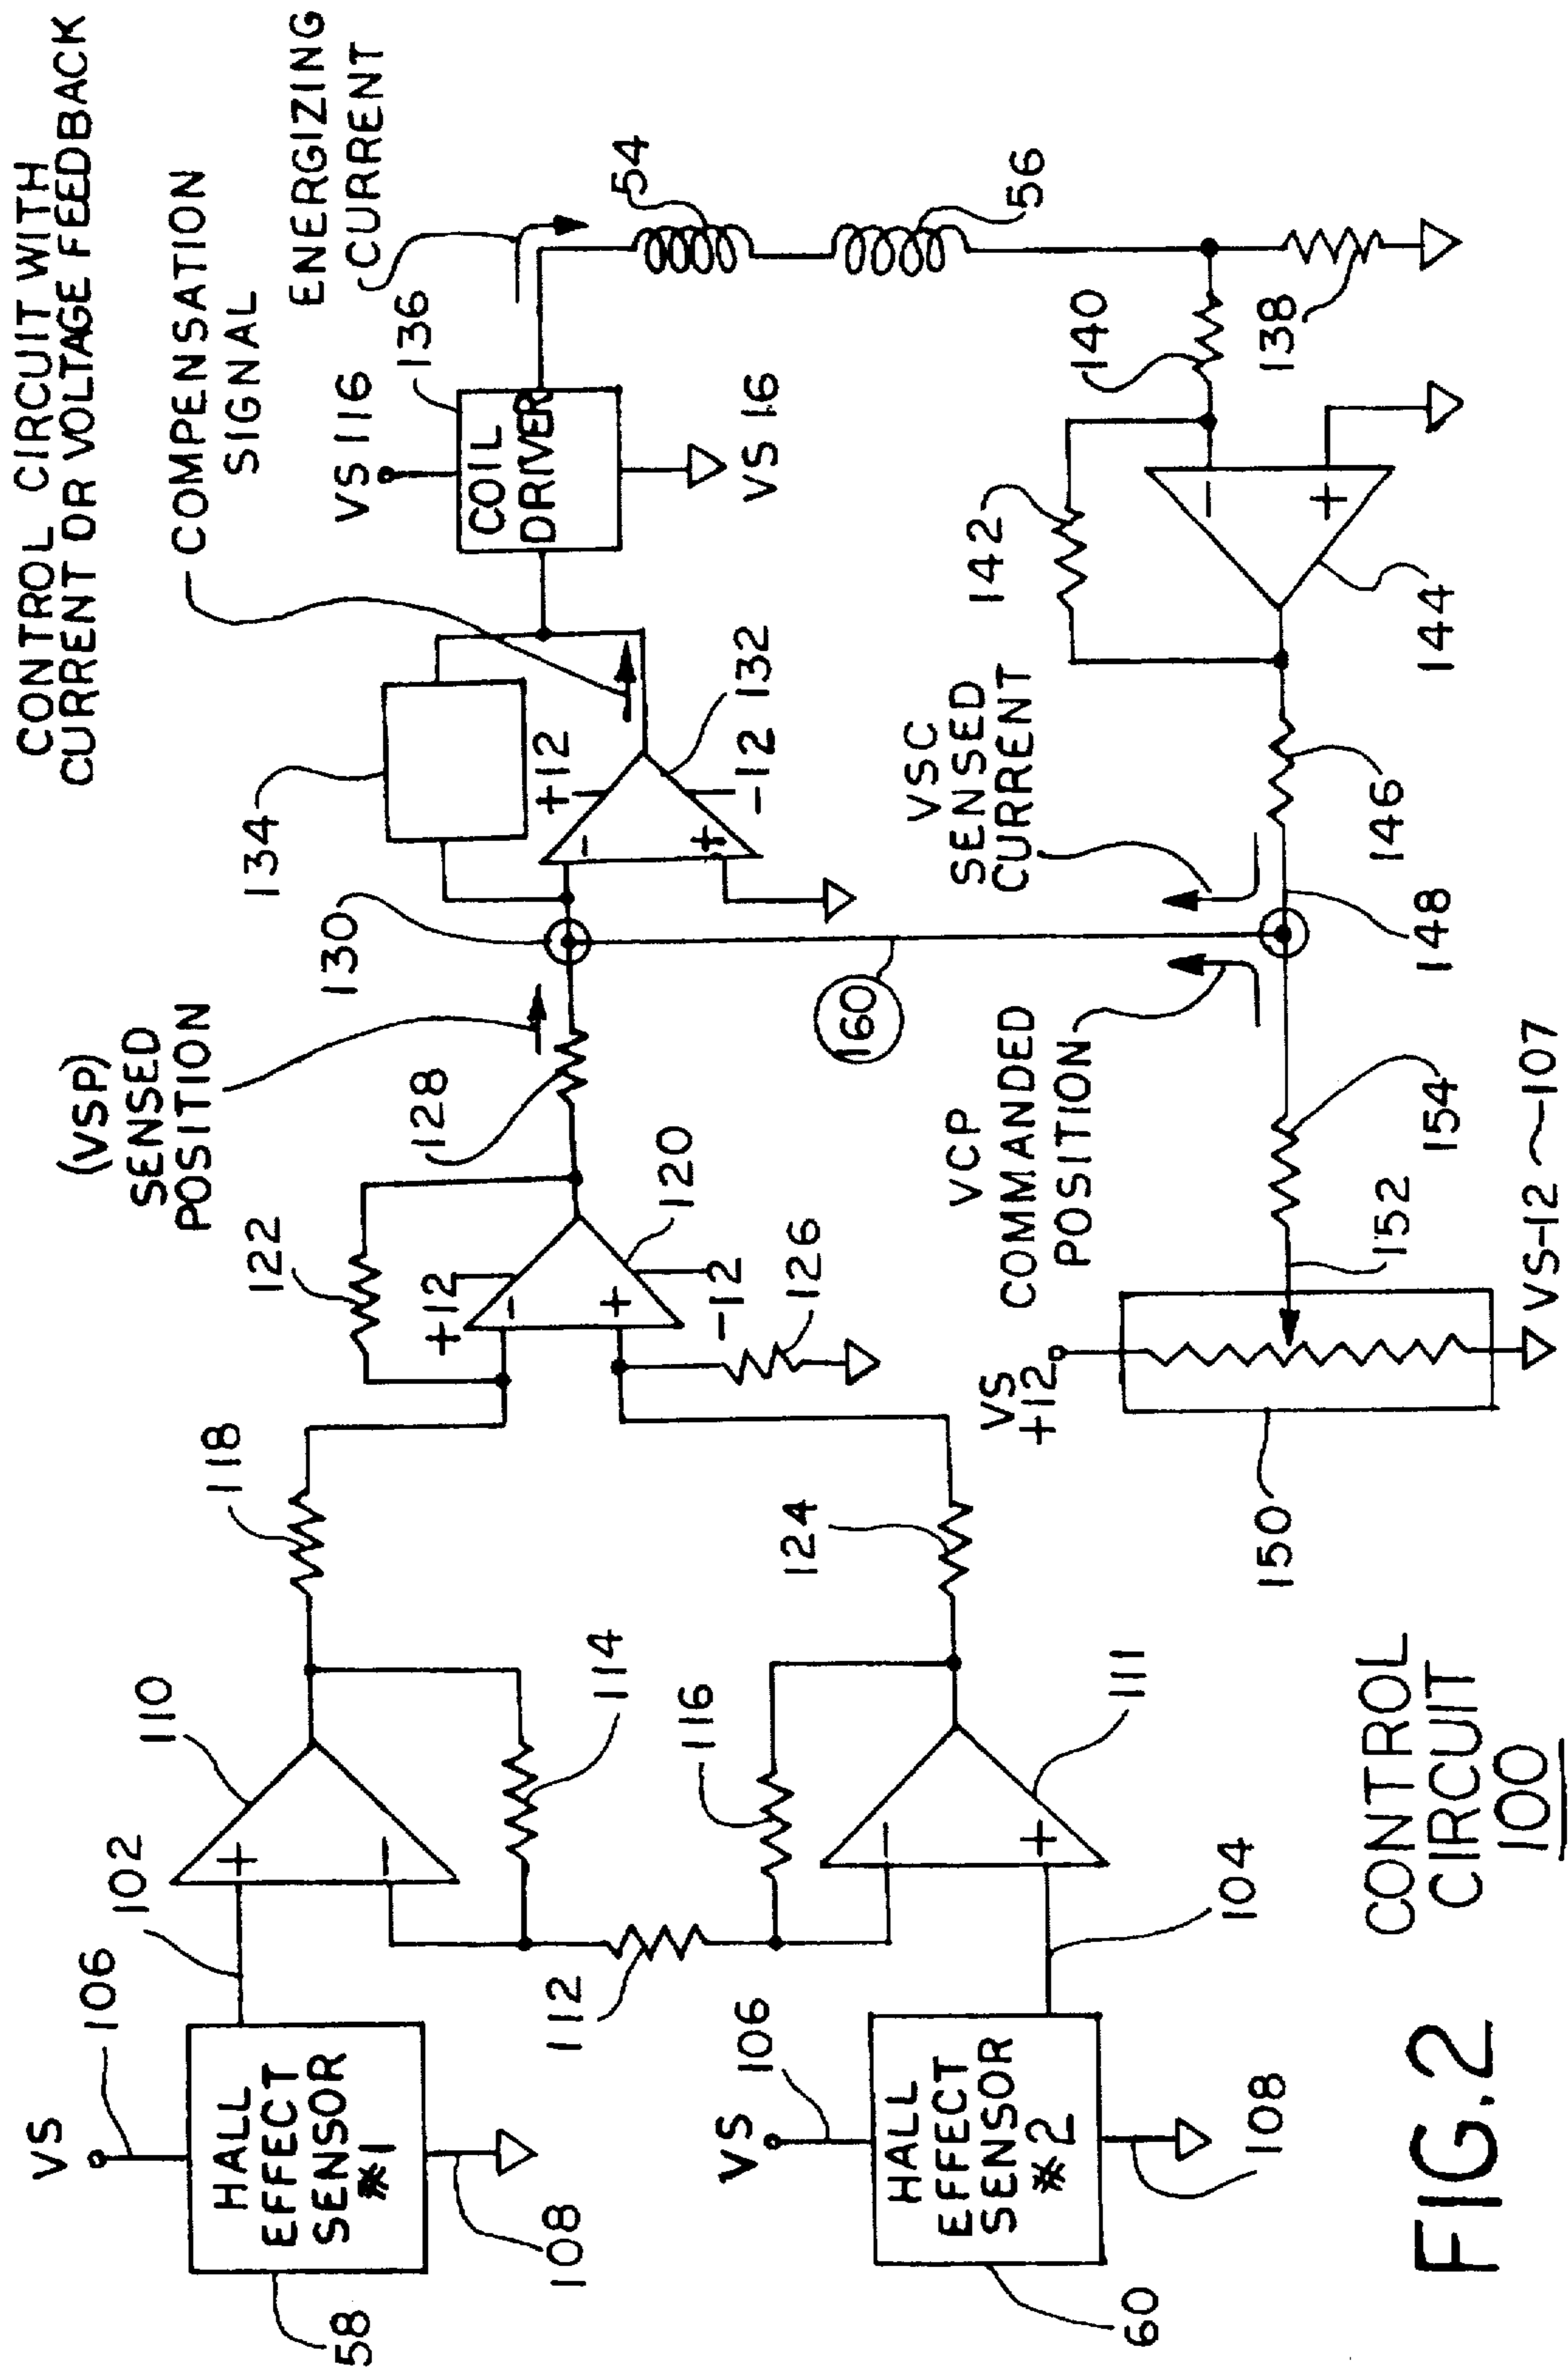 CONTROL CIRCUIT WITH
CURRENT OR VOLTAGE FEEDBACK
COMPENSATION
SIGNAL
ENERGIZING
CURRENT
(VSP)
SENSED
POSITION
VS
106
102
110
118
122
+12
-
+
-12
120
126
128
130
134
+12
-
+
-12
132
VS 116
136
COIL
DRIVER
VS 16
54
56
HALL
EFFECT
SENSOR
*1
58
108
+
-
114
112
116
124
VS
106
HALL
EFFECT
SENSOR
*2
60
108
104
-
+
111
160
VSC
SENSED
CURRENT
VCP
COMMANDED
POSITION
142
140
138
-
+
144
146
148
154
152
VS
+12
150
VS-12
107
CONTROL
CIRCUIT
100
FIG.2